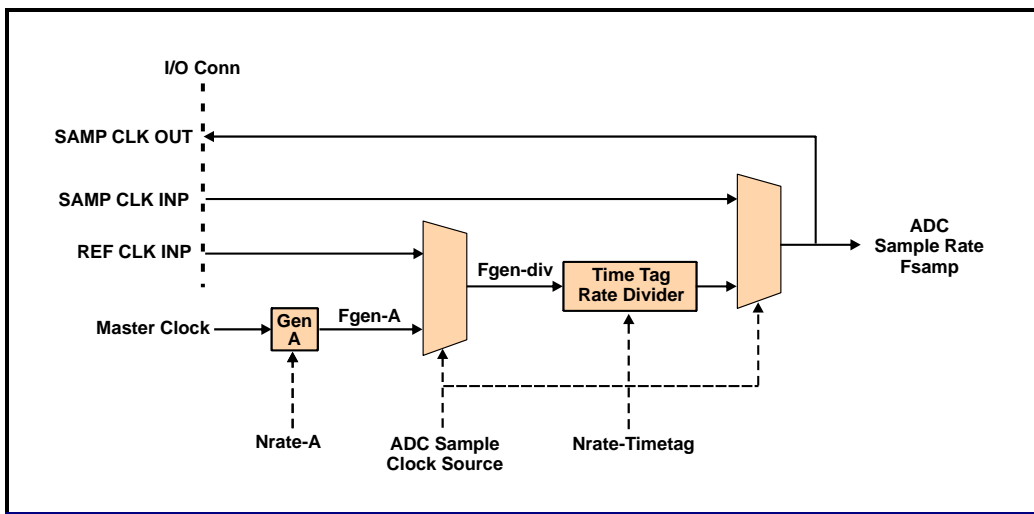 I/O Conn
SAMP CLK OUT
SAMP CLK INP
REF CLK INP
Master Clock
Gen
A
Fgen-A
Fgen-div
Time Tag
Rate Divider
ADC
Sample Rate
Fsamp
Nrate-A
ADC Sample
Clock Source
Nrate-Timetag